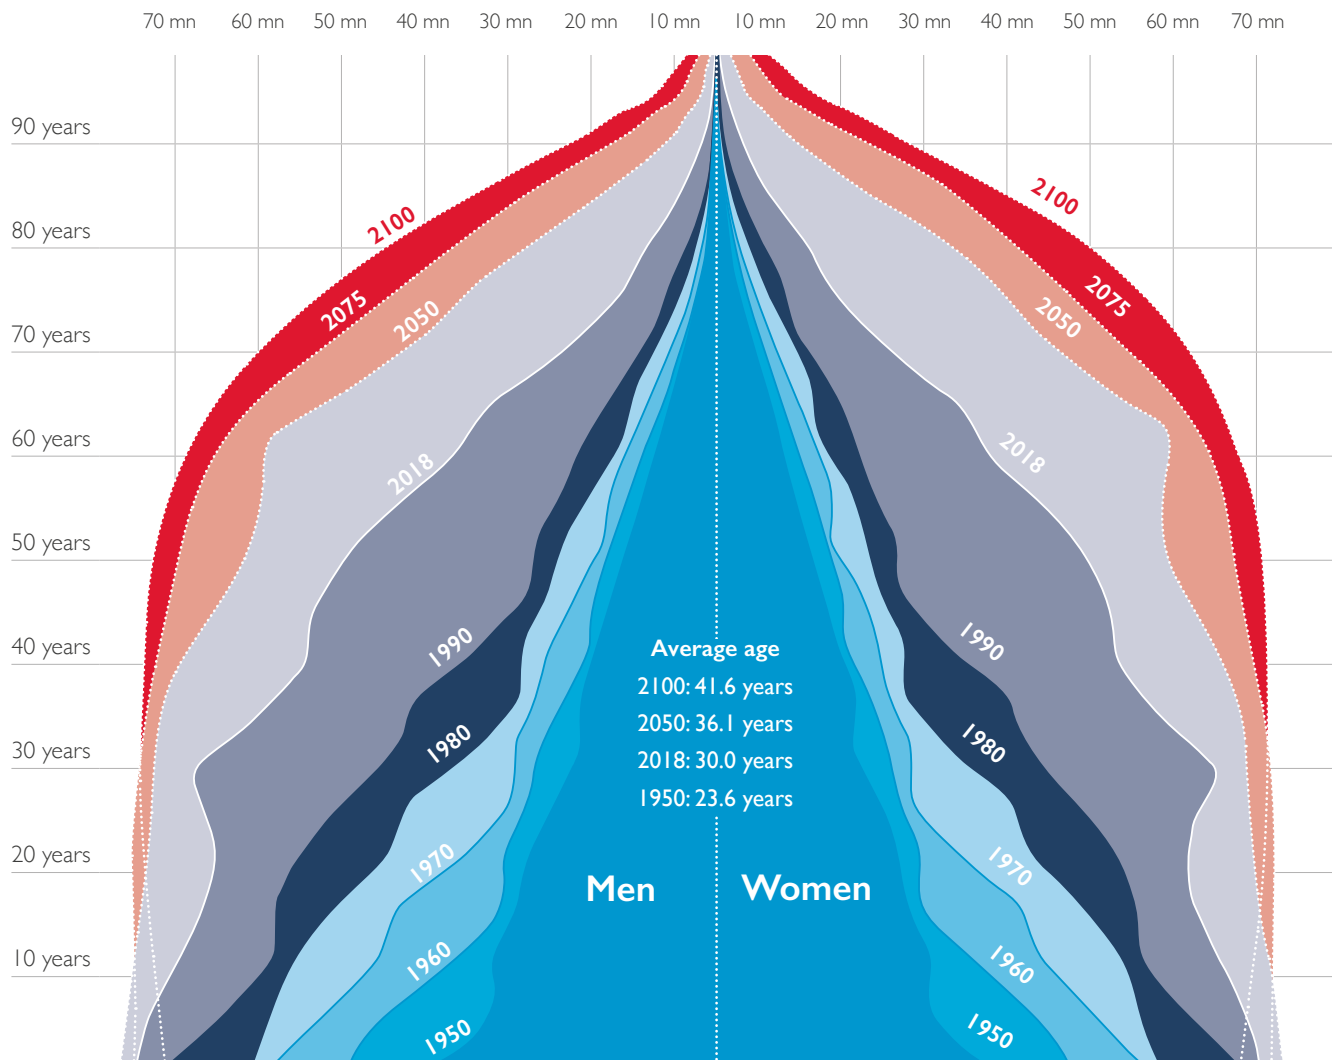 70 mn 60 mn 50 mn 40 mn 30 mn 20 mn 10 mn 10 mn 20 mn 30 mn 40 mn 50 mn 60 mn 70 mn
90 years
80 years
70 years
60 years
50 years
40 years
30 years
20 years
10 years
2100
2075
2050
2018
1990
1980
1970
1960
1950
2100
2075
2050
2018
1990
1980
1970
1960
1950
Average age
2100: 41.6 years
2050: 36.1 years
2018: 30.0 years
1950: 23.6 years
Men Women